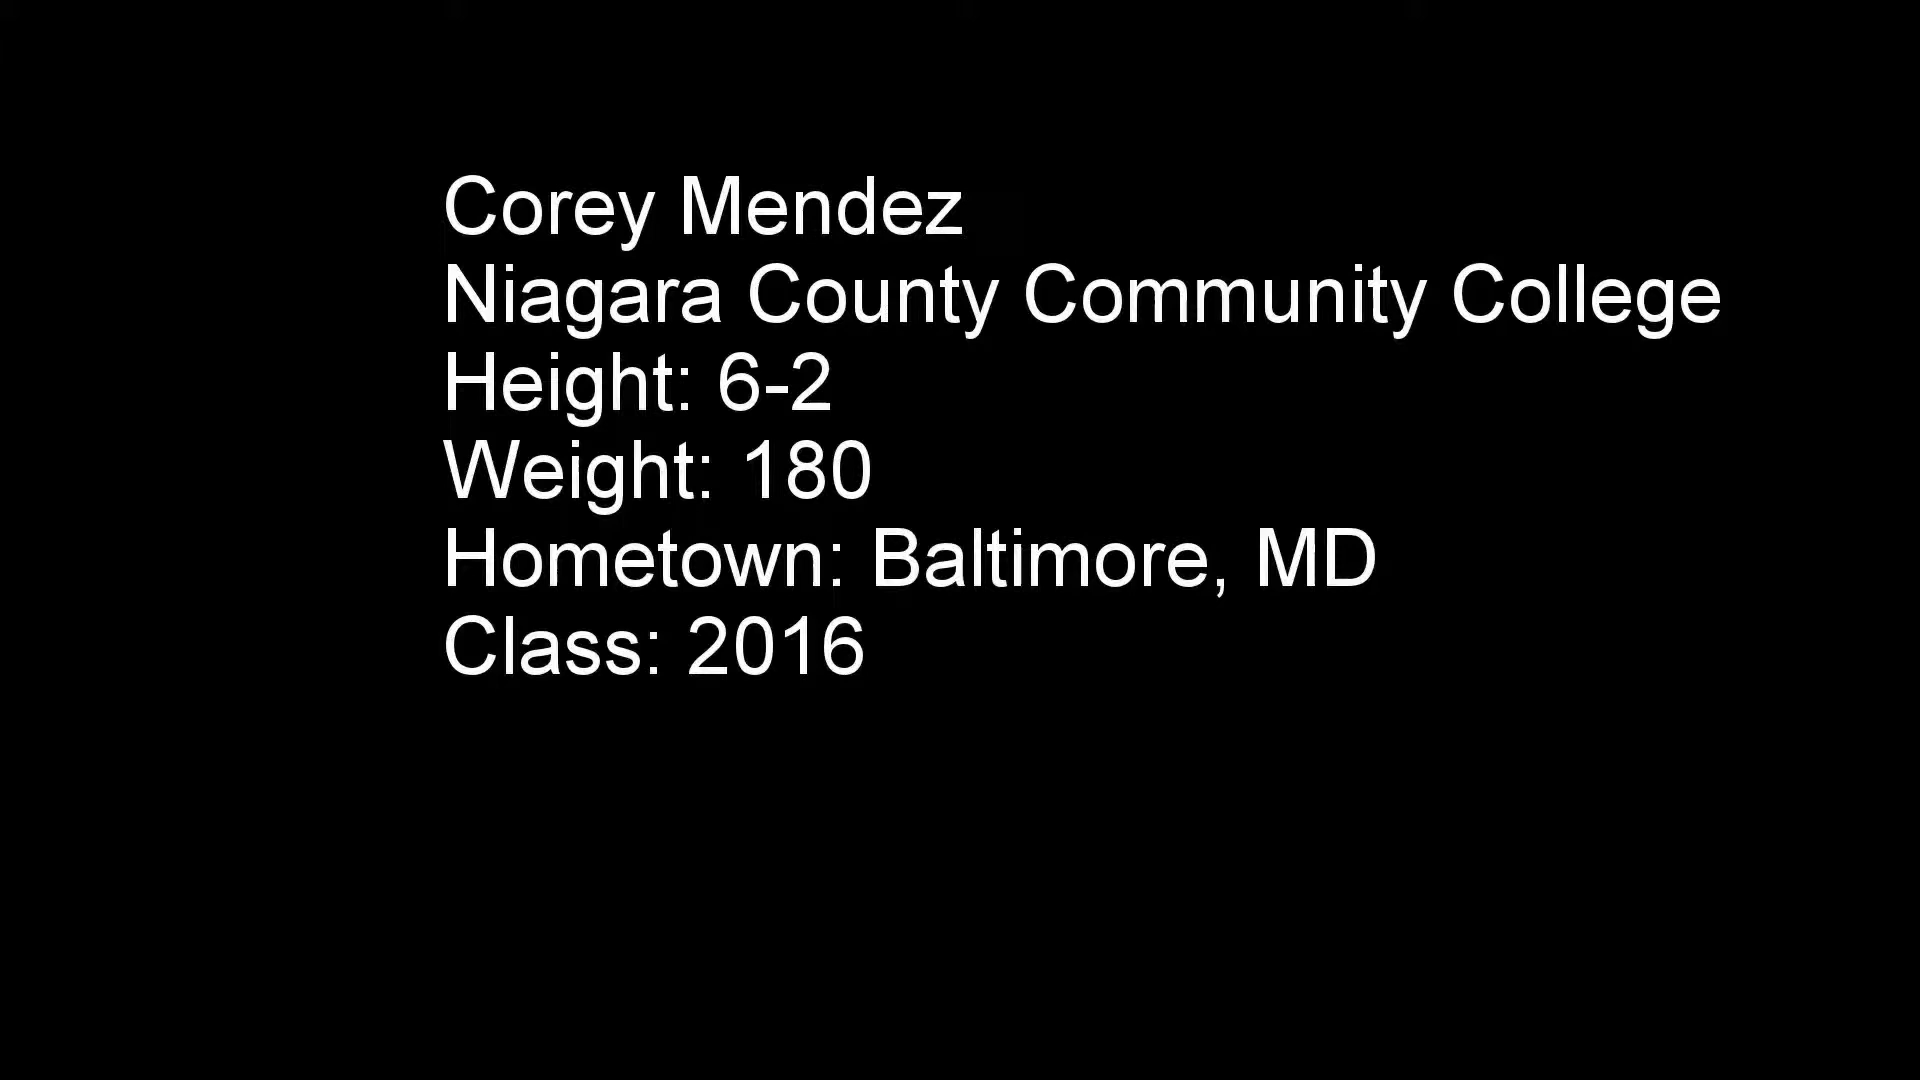 Corey Mendez
Niagara County Community College
Height: 6-2
Weight: 180
Hometown: Baltimore, MD
Class: 2016